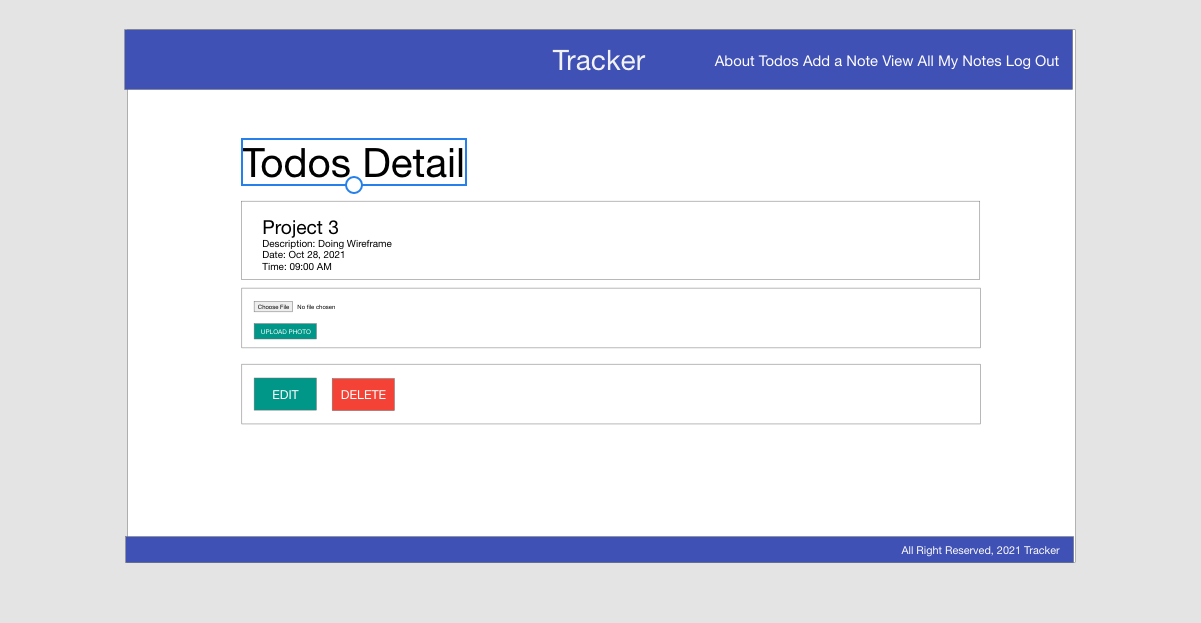 Tracker
About Todos Add a Note View All My Notes Log Out
Todos Detail
Project 3
Description: Doing Wireframe
Date: Oct 28, 2021
Time: 09:00 AM
Choose File No file chosen
UPLOAD PHOTO
EDIT
DELETE
All Right Reserved, 2021 Tracker